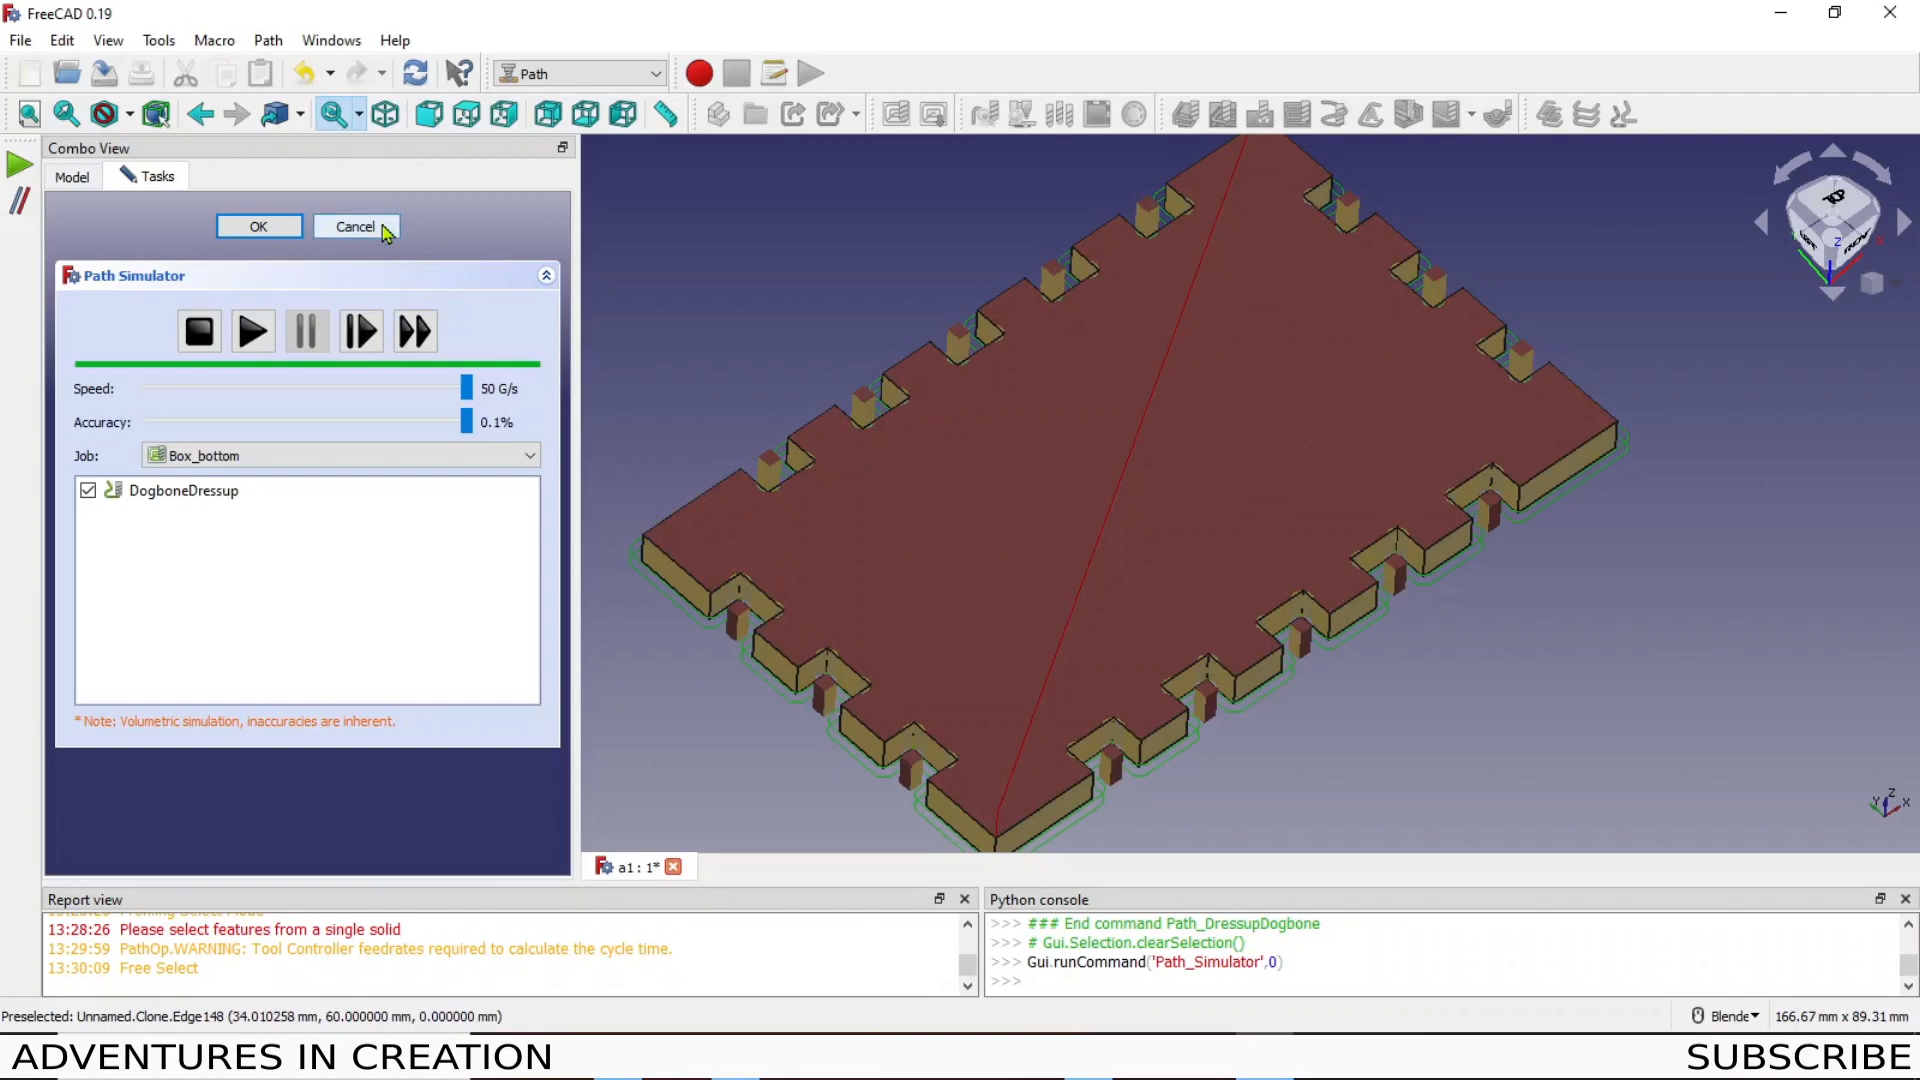 FreeCAD 0.19
File Edit View Tools Macro Path Windows Help
Path
Combo View
Model Tasks
OK Cancel
Path Simulator
Speed: 50 G/s
Accuracy: 0.1%
Job: Box_bottom
DogboneDressup
* Note: Volumetric simulation, inaccuracies are inherent.
TOP
FRONT
Z
Z
Y X
a1 : 1*
Report view
13:28:26 Please select features from a single solid
13:29:59 PathOp.WARNING: Tool Controller feedrates required to calculate the cycle time.
13:30:09 Free Select
Python console
>>> ### End command Path_DressupDogbone
>>> # Gui.Selection.clearSelection()
>>> Gui.runCommand('Path_Simulator',0)
>>>
Preselected: Unnamed.Clone.Edge148 (34.010258 mm, 60.000000 mm, 0.000000 mm)
Blende 166.67 mm x 89.31 mm
ADVENTURES IN CREATION
SUBSCRIBE